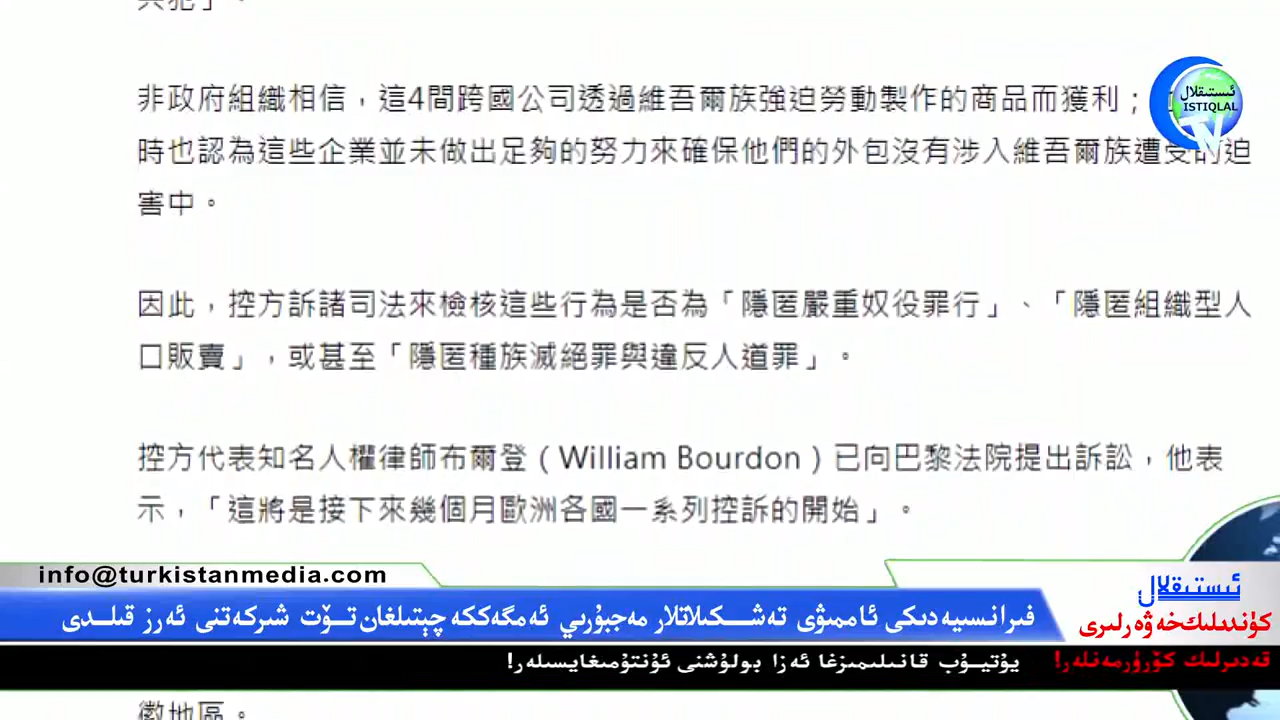 共犯」。
非政府組織相信，這4間跨國公司透過維吾爾族強迫勞動製作的商品而獲利；
時也認為這些企業並未做出足夠的努力來確保他們的外包沒有涉入維吾爾族遭受的迫
害中。
因此，控方訴諸司法來檢核這些行為是否為「隱匿嚴重奴役罪行」、「隱匿組織型人
口販賣」，或甚至「隱匿種族滅絕罪與違反人道罪」。
控方代表知名人權律師布爾登（William Bourdon）已向巴黎法院提出訴訟，他表
示，「這將是接下來幾個月歐洲各國一系列控訴的開始」。
ئىستىقلال
ISTIQLAL
info@turkistanmedia.com
فىرانسىيەدىكى ئاممىۋى تەشكىلاتلار مەجبۇرىي ئەمگەككە چېتىلغان تۆت شىركەتنى ئەرز قىلدى
ئىستىقلال
كۈندىلىك خەۋەرلىرى
قەدىرلىك كۆرۈرمەنلەر!
يۇتيۇب قانىلىمىزغا ئەزا بولۇشنى ئۇنتۇمىغايسىلەر!
徽地區。